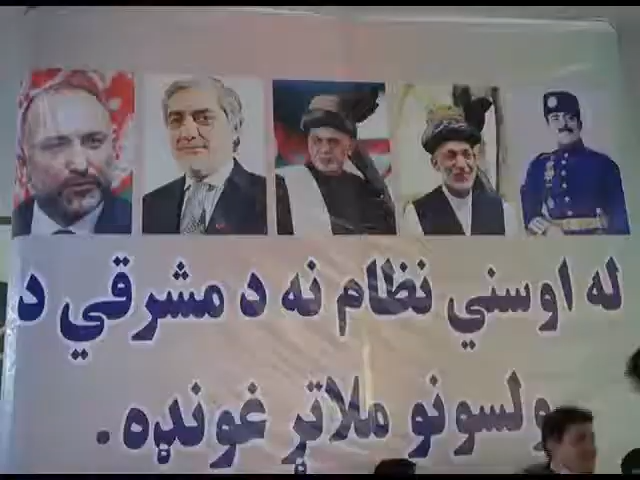 له اوسني نظام نه د مشرقي د
ولسونو ملاتړ غونډه.